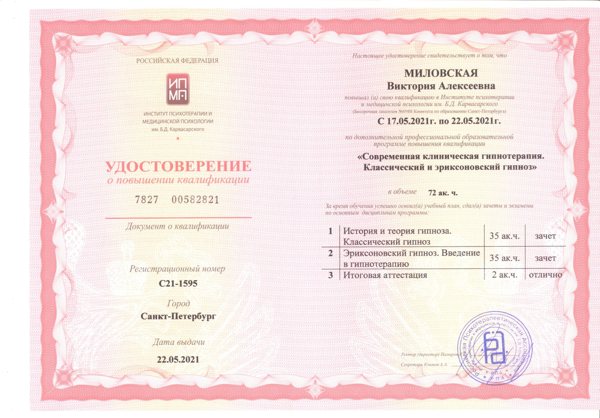 РОССИЙСКАЯ ФЕДЕРАЦИЯ
ИП
МП
ИНСТИТУТ ПСИХОТЕРАПИИ И
МЕДИЦИНСКОЙ ПСИХОЛОГИИ
им. Б.Д. Карвасарского
УДОСТОВЕРЕНИЕ
о повышении квалификации
7827 00582821
Документ о квалификации
Регистрационный номер
С21-1595
Город
Санкт-Петербург
Дата выдачи
22.05.2021
Настоящее удостоверение свидетельствует о том, что
МИЛОВСКАЯ
Виктория Алексеевна
повысил (а) свою квалификацию в Институте психотерапии
и медицинской психологии им. Б.Д. Карвасарского
С 17.05.2021г. по 22.05.2021г.
по дополнительной профессиональной образовательной
программе повышения квалификации
«Современная клиническая гипнотерапия.
Классический и эриксоновский гипноз»
в объеме 72 ак. ч.
За время обучения успешно освоил(а) учебный план, сдал(а) зачеты и экзамены
по основным дисциплинам программы:
1 История и теория гипноза. Классический гипноз 35 ак.ч. зачет
2 Эриксоновский гипноз. Введение в гипнотерапию 35 ак.ч. зачет
3 Итоговая аттестация 2 ак.ч. отлично
Ректор (директор)
Секретарь